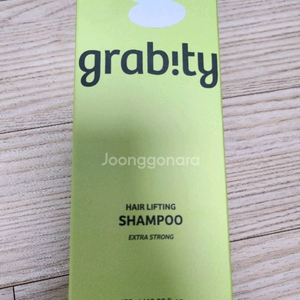 grab!ty
Joonggonara
HAIR LIFTING
SHAMPOO
EXTRA STRONG